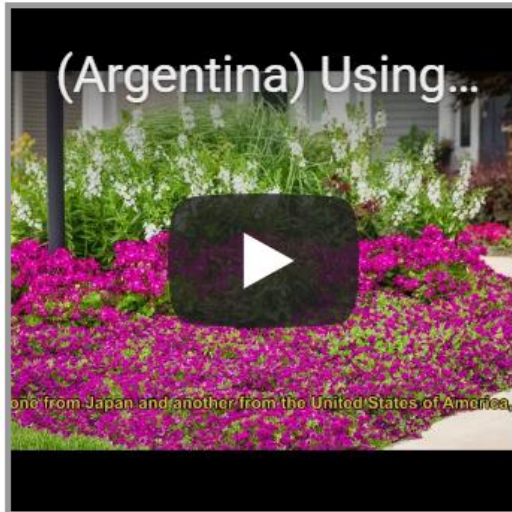 (Argentina) Using...
one from Japan and another from the United States of America,